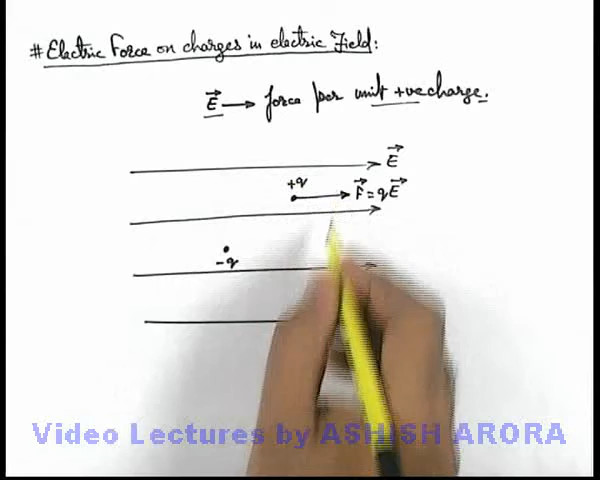 # Electric Force on charges in electric Field:
E → force per unit +ve charge.
E
+q
F = qE
-q
Video Lectures by ASHISH ARORA